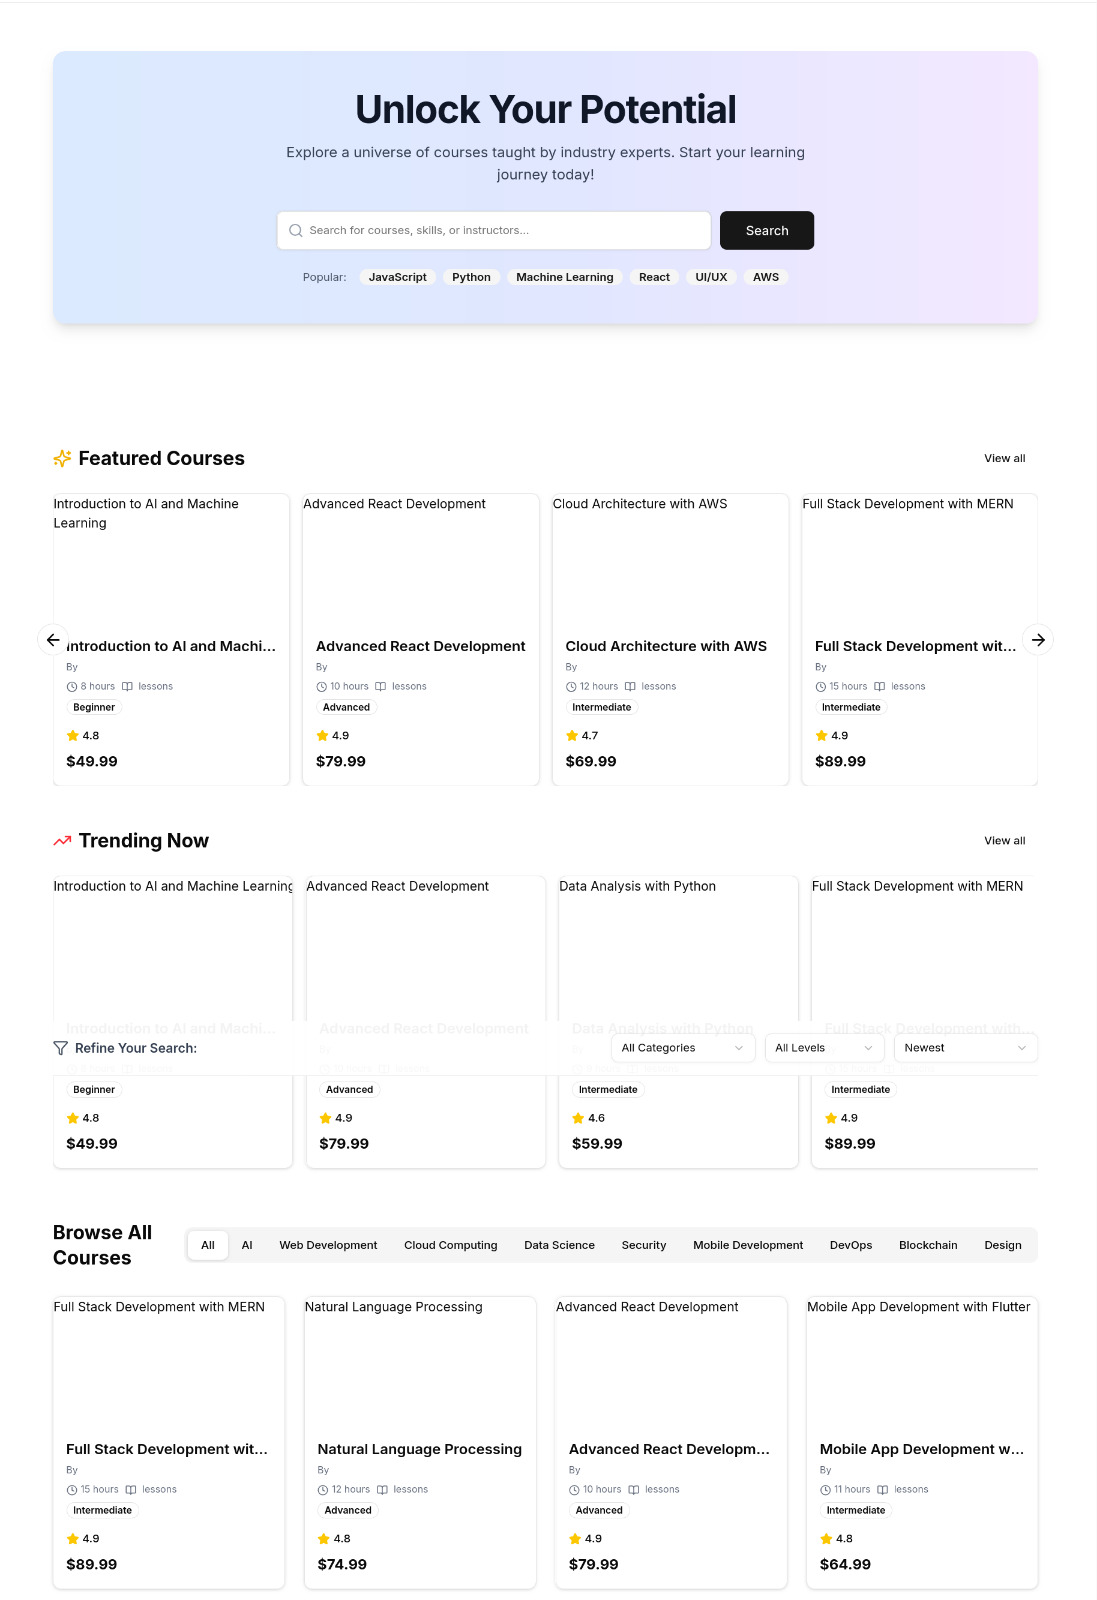 Unlock Your Potential
Explore a universe of courses taught by industry experts. Start your learning
journey today!
Search for courses, skills, or instructors...
Search
Popular: JavaScript Python Machine Learning React UI/UX AWS
Featured Courses
View all
Introduction to AI and Machine
Learning
Introduction to AI and Machi...
By
8 hours lessons
Beginner
4.8
$49.99
Advanced React Development
Advanced React Development
By
10 hours lessons
Advanced
4.9
$79.99
Cloud Architecture with AWS
Cloud Architecture with AWS
By
12 hours lessons
Intermediate
4.7
$69.99
Full Stack Development with MERN
Full Stack Development wit...
By
15 hours lessons
Intermediate
4.9
$89.99
Trending Now
View all
Introduction to AI and Machine Learning
Advanced React Development
Data Analysis with Python
Full Stack Development with MERN
Introduction to AI and Machi...
Advanced React Development
Data Analysis with Python
Full Stack Development with...
Refine Your Search:
All Categories
All Levels
Newest
Beginner
4.8
$49.99
Advanced
4.9
$79.99
Intermediate
4.6
$59.99
Intermediate
4.9
$89.99
Browse All
Courses
All AI Web Development Cloud Computing Data Science Security Mobile Development DevOps Blockchain Design
Full Stack Development with MERN
Full Stack Development wit...
By
15 hours lessons
Intermediate
4.9
$89.99
Natural Language Processing
Natural Language Processing
By
12 hours lessons
Advanced
4.8
$74.99
Advanced React Development
Advanced React Developm...
By
10 hours lessons
Advanced
4.9
$79.99
Mobile App Development with Flutter
Mobile App Development w...
By
11 hours lessons
Intermediate
4.8
$64.99